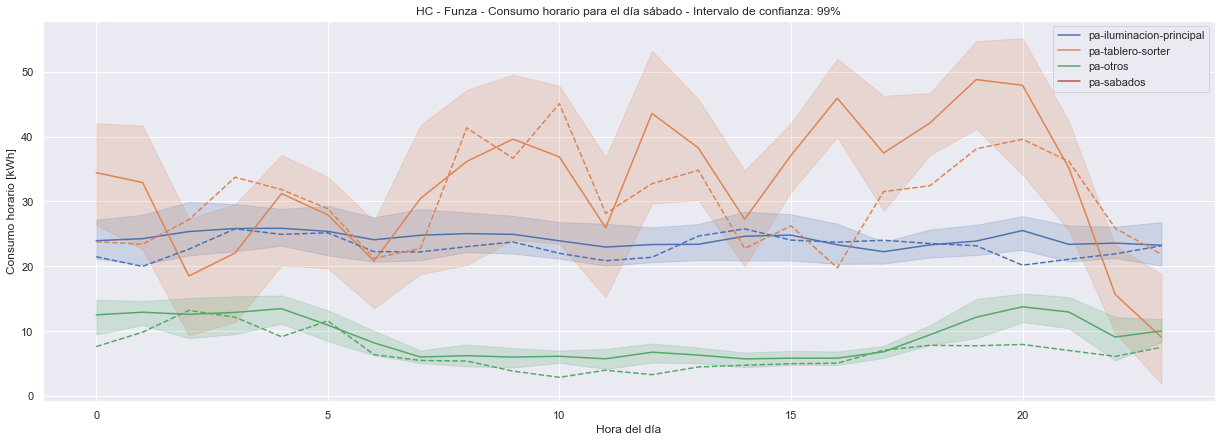 HC - Funza - Consumo horario para el día sábado - Intervalo de confianza: 99%
pa-iluminacion-principal
pa-tablero-sorter
pa-otros
pa-sabados
Consumo horario [kWh]
50
40
30
20
10
0
0
5
10
15
20
Hora del día